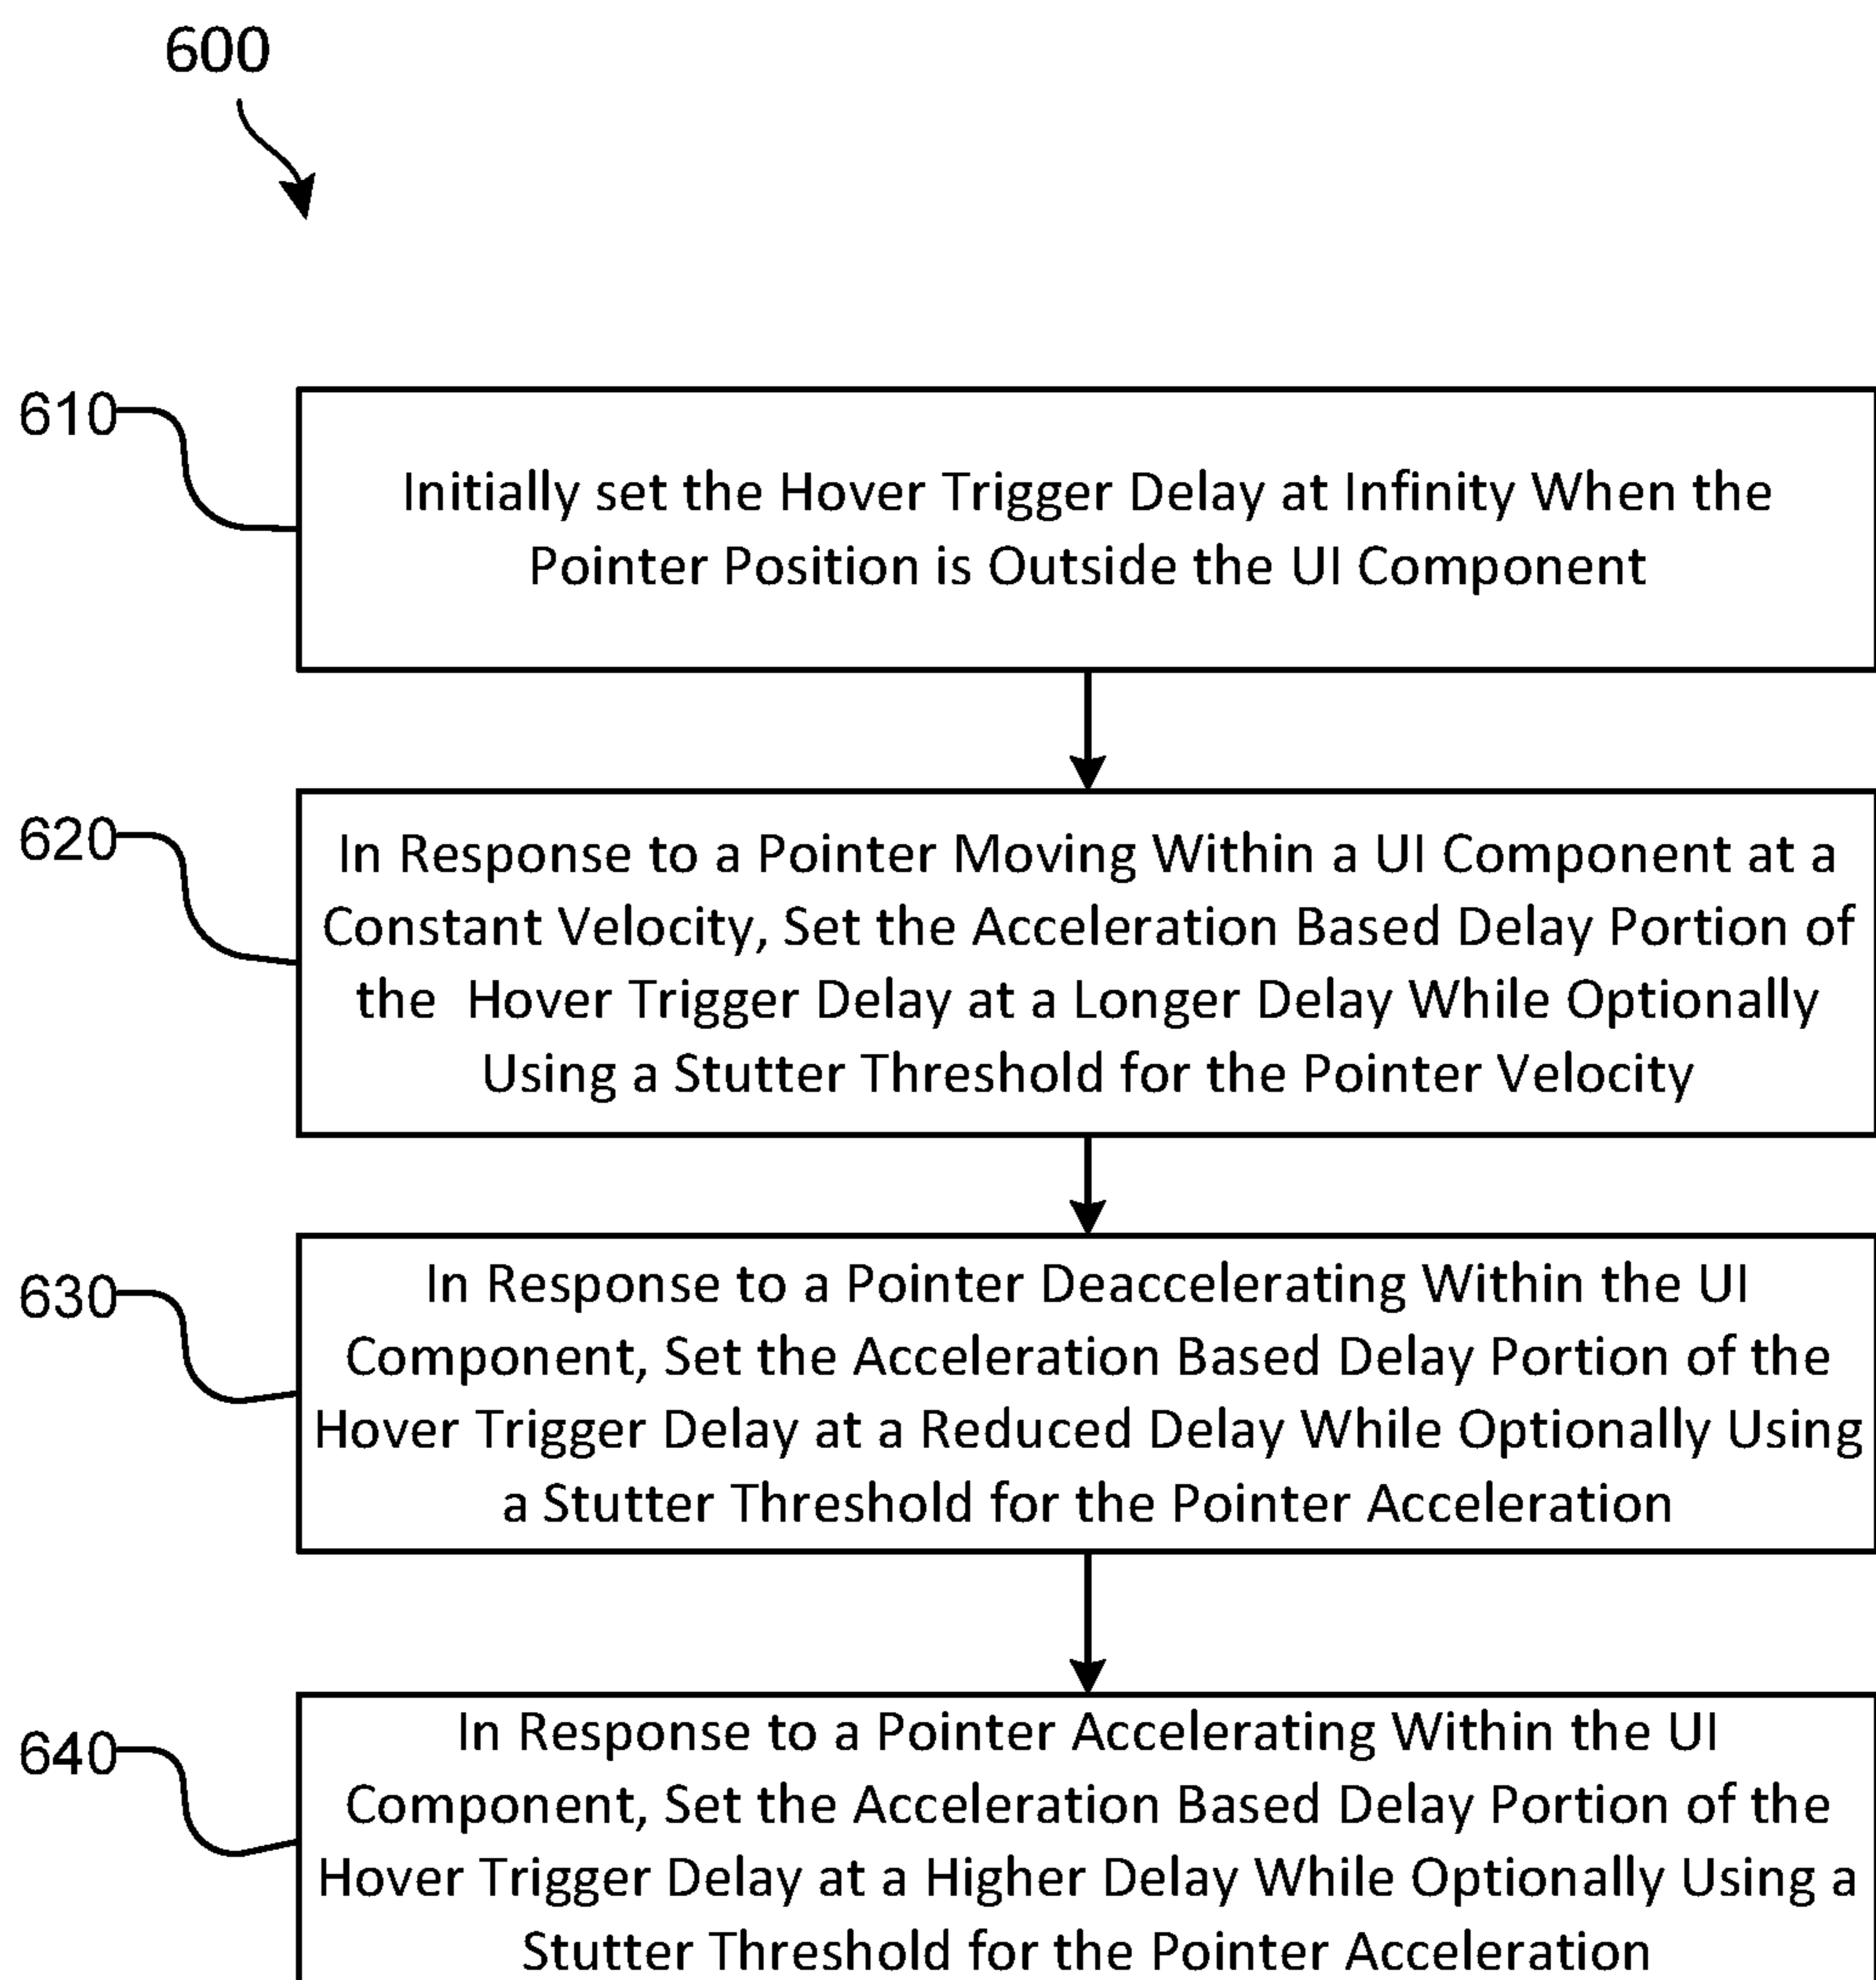 600
610
Initially set the Hover Trigger Delay at Infinity When the
Pointer Position is Outside the UI Component
620
In Response to a Pointer Moving Within a UI Component at a
Constant Velocity, Set the Acceleration Based Delay Portion of
the  Hover Trigger Delay at a Longer Delay While Optionally
Using a Stutter Threshold for the Pointer Velocity
630
In Response to a Pointer Deaccelerating Within the UI
Component, Set the Acceleration Based Delay Portion of the
Hover Trigger Delay at a Reduced Delay While Optionally Using
a Stutter Threshold for the Pointer Acceleration
640
In Response to a Pointer Accelerating Within the UI
Component, Set the Acceleration Based Delay Portion of the
Hover Trigger Delay at a Higher Delay While Optionally Using a
Stutter Threshold for the Pointer Acceleration